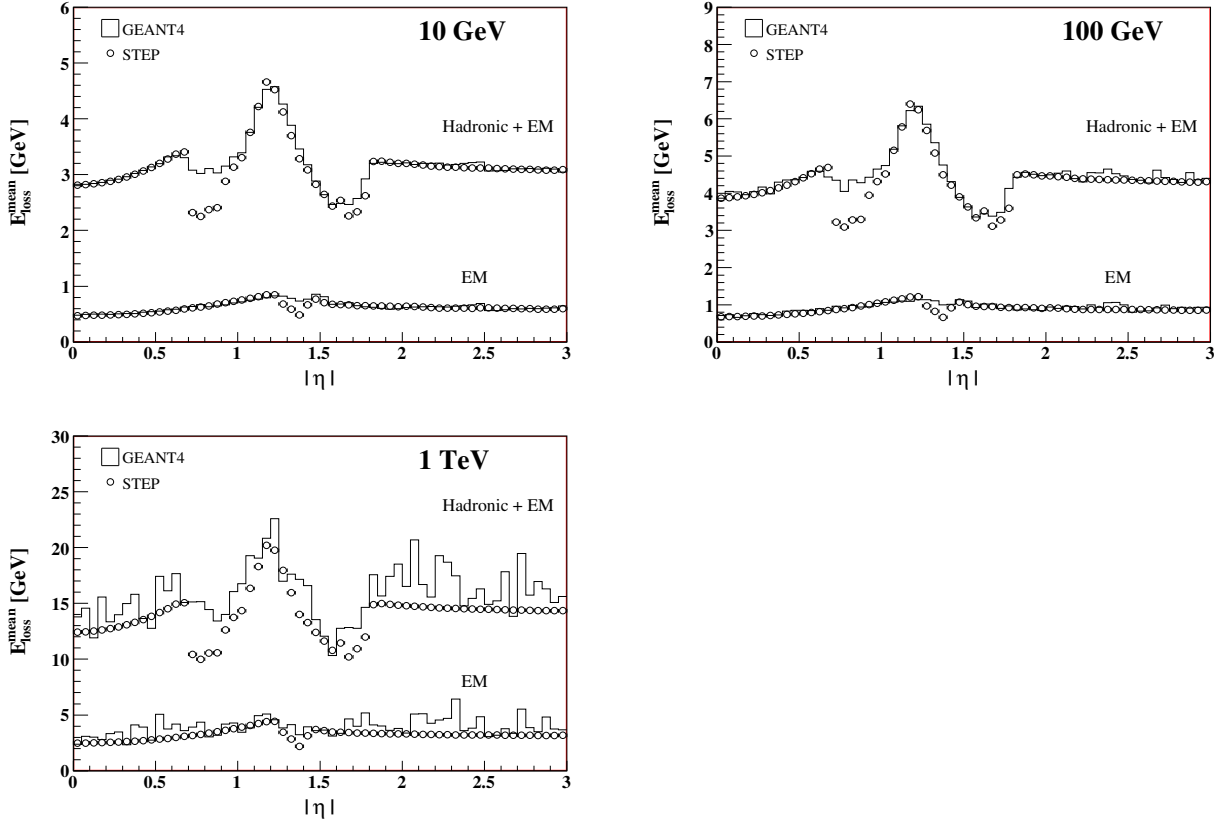 10 GeV
GEANT4
STEP
Hadronic + EM
EM
E_loss^mean [GeV]
6
5
4
3
2
1
0
0 0.5 1 1.5 2 2.5 3
|η|
100 GeV
GEANT4
STEP
Hadronic + EM
EM
E_loss^mean [GeV]
9
8
7
6
5
4
3
2
1
0
0 0.5 1 1.5 2 2.5 3
|η|
1 TeV
GEANT4
STEP
Hadronic + EM
EM
E_loss^mean [GeV]
30
25
20
15
10
5
0
0 0.5 1 1.5 2 2.5 3
|η|